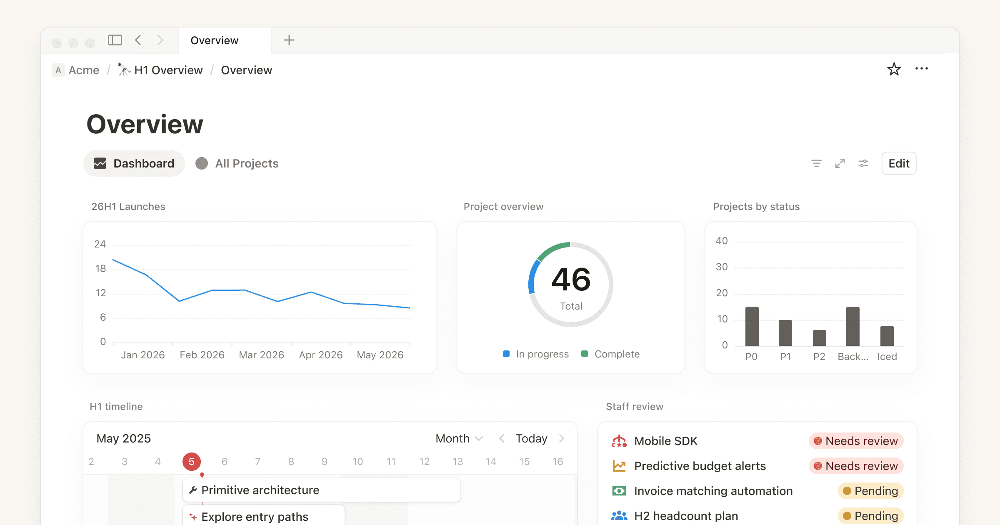 Overview
A Acme / H1 Overview / Overview
Overview
Dashboard
All Projects
Edit
26H1 Launches
24
18
12
6
0
Jan 2026 Feb 2026 Mar 2026 Apr 2026 May 2026
Project overview
46
Total
In progress Complete
Projects by status
40
30
20
10
0
P0 P1 P2 Back... Iced
H1 timeline
May 2025
Month
Today
2 3 4 5 6 7 8 9 10 11 12 13 14 15 16
Primitive architecture
Explore entry paths
Staff review
Mobile SDK Needs review
Predictive budget alerts Needs review
Invoice matching automation Pending
H2 headcount plan Pending